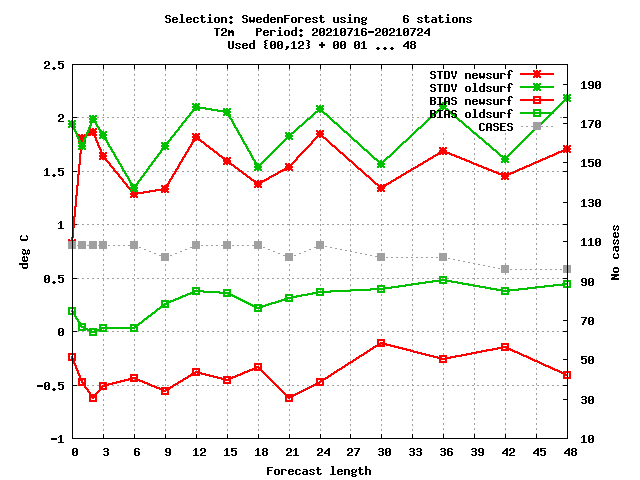 Selection: SwedenForest using 6 stations
T2m Period: 20210716-20210724
Used {00,12} + 00 01 ... 48
STDV newsurf
STDV oldsurf
BIAS newsurf
BIAS oldsurf
CASES
2.5
2
1.5
1
0.5
0
-0.5
-1
deg C
190
170
150
130
110
90
70
50
30
10
No cases
0 3 6 9 12 15 18 21 24 27 30 33 36 39 42 45 48
Forecast length